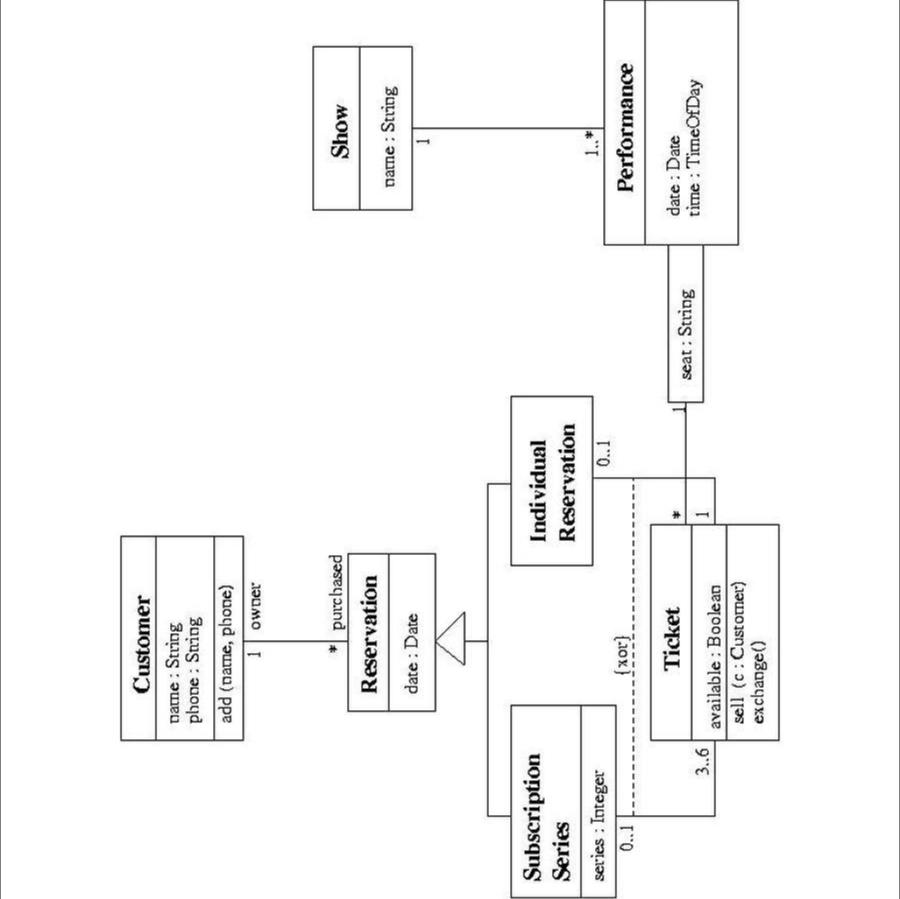 Customer
name : String
phone : String
add (name, phone)
1
owner
*
purchased
Reservation
date : Date
Show
name : String
1
1..*
Performance
date : Date
time : TimeOfDay
seat : String
1
Subscription
Series
series : Integer
0..1
Individual
Reservation
0..1
{xor}
3..6
*
1
Ticket
available : Boolean
sell (c : Customer)
exchange()